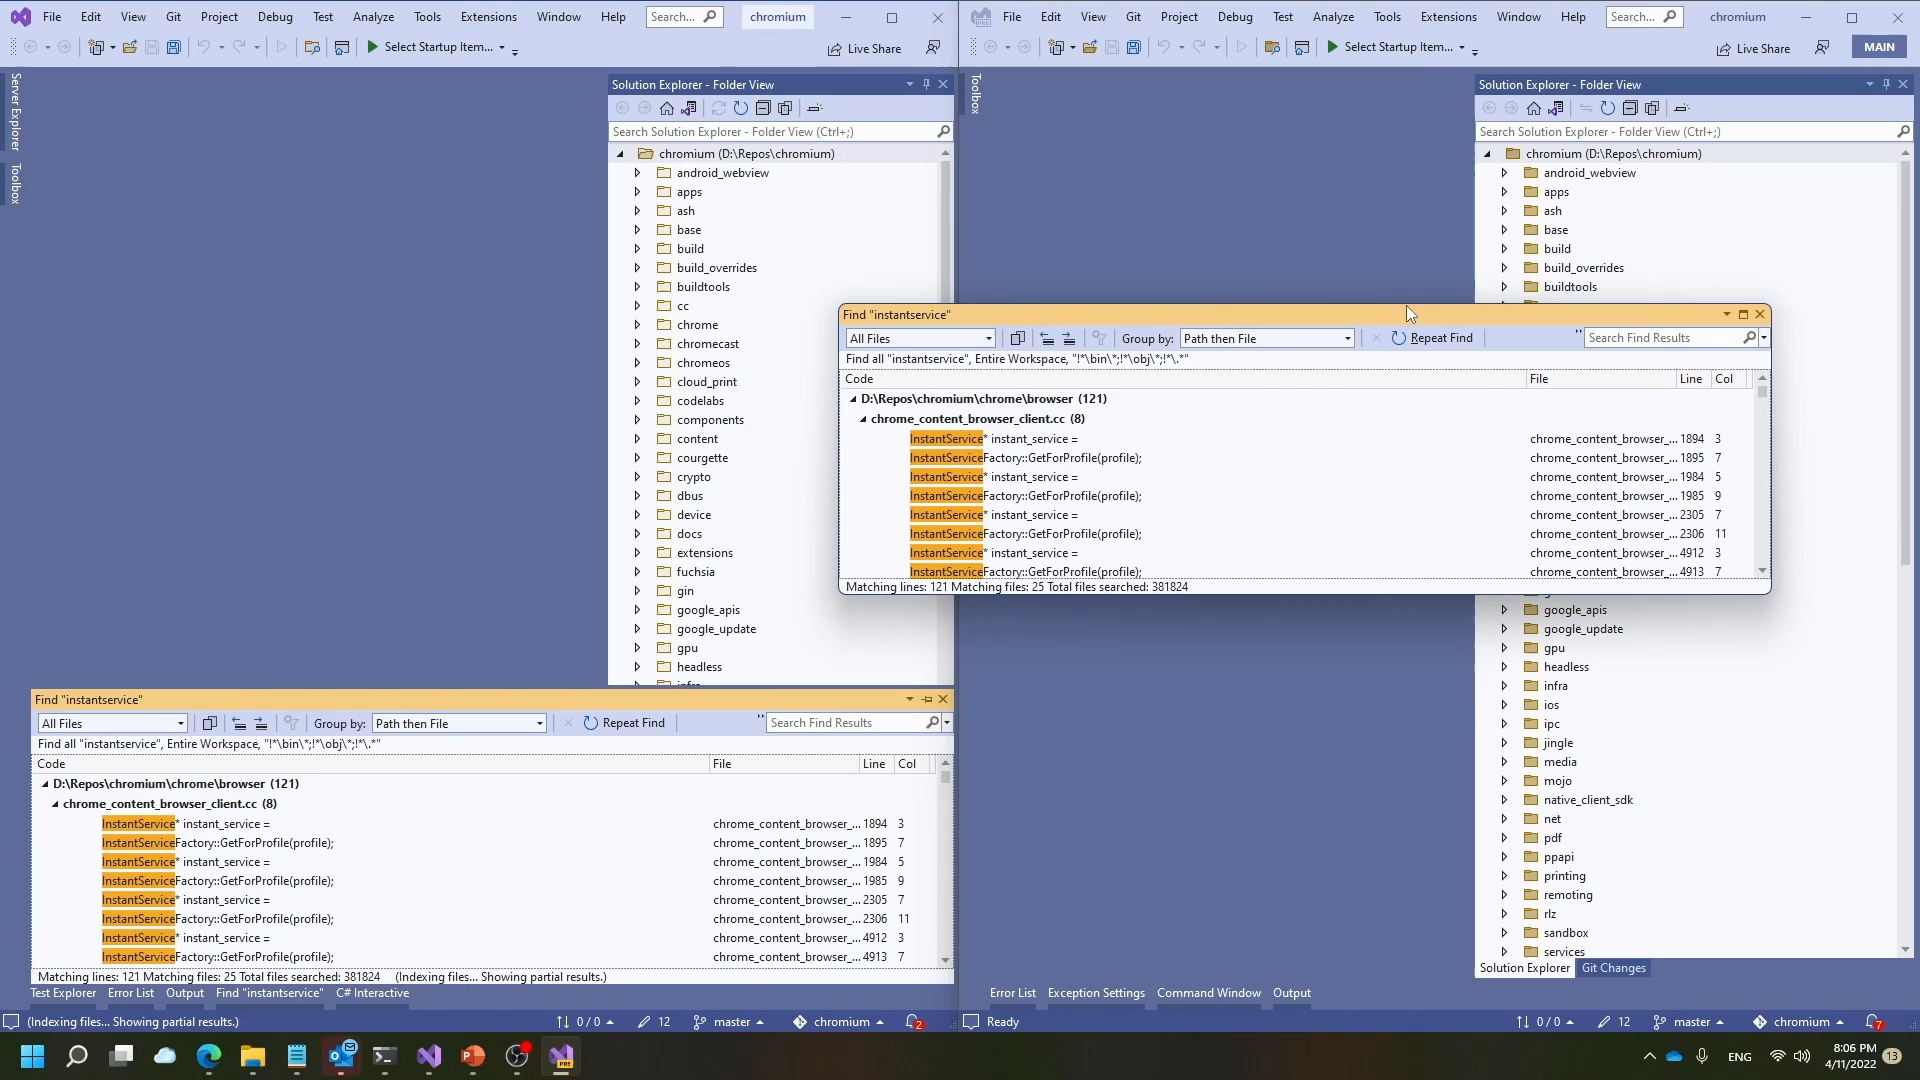 File Edit View Git Project Debug Test Analyze Tools Extensions Window Help Search... chromium
Select Startup Item... Live Share
Server Explorer
Toolbox
Solution Explorer - Folder View
Search Solution Explorer - Folder View (Ctrl+;)
chromium (D:\Repos\chromium)
android_webview
apps
ash
base
build
build_overrides
buildtools
cc
chrome
chromecast
chromeos
cloud_print
codelabs
components
content
courgette
crypto
dbus
device
docs
extensions
fuchsia
gin
google_apis
google_update
gpu
headless
infra
Find "instantservice"
All Files Group by: Path then File Repeat Find Search Find Results
Find all "instantservice", Entire Workspace, "!*\bin\*;!*\obj\*;!*\.*"
Code File Line Col
D:\Repos\chromium\chrome\browser (121)
chrome_content_browser_client.cc (8)
InstantService* instant_service = chrome_content_browser_... 1894 3
InstantServiceFactory::GetForProfile(profile); chrome_content_browser_... 1895 7
InstantService* instant_service = chrome_content_browser_... 1984 5
InstantServiceFactory::GetForProfile(profile); chrome_content_browser_... 1985 9
InstantService* instant_service = chrome_content_browser_... 2305 7
InstantServiceFactory::GetForProfile(profile); chrome_content_browser_... 2306 11
InstantService* instant_service = chrome_content_browser_... 4912 3
InstantServiceFactory::GetForProfile(profile); chrome_content_browser_... 4913 7
Matching lines: 121 Matching files: 25 Total files searched: 381824 (Indexing files... Showing partial results.)
Test Explorer Error List Output Find "instantservice" C# Interactive
(Indexing files... Showing partial results.) 0 / 0 12 master chromium 2
File Edit View Git Project Debug Test Analyze Tools Extensions Window Help Search... chromium
Select Startup Item... Live Share MAIN
Toolbox
Solution Explorer - Folder View
Search Solution Explorer - Folder View (Ctrl+;)
chromium (D:\Repos\chromium)
android_webview
apps
ash
base
build
build_overrides
buildtools
Find "instantservice"
All Files Group by: Path then File Repeat Find Search Find Results
Find all "instantservice", Entire Workspace, "!*\bin\*;!*\obj\*;!*\.*"
Code File Line Col
D:\Repos\chromium\chrome\browser (121)
chrome_content_browser_client.cc (8)
InstantService* instant_service = chrome_content_browser_... 1894 3
InstantServiceFactory::GetForProfile(profile); chrome_content_browser_... 1895 7
InstantService* instant_service = chrome_content_browser_... 1984 5
InstantServiceFactory::GetForProfile(profile); chrome_content_browser_... 1985 9
InstantService* instant_service = chrome_content_browser_... 2305 7
InstantServiceFactory::GetForProfile(profile); chrome_content_browser_... 2306 11
InstantService* instant_service = chrome_content_browser_... 4912 3
InstantServiceFactory::GetForProfile(profile); chrome_content_browser_... 4913 7
Matching lines: 121 Matching files: 25 Total files searched: 381824
google_apis
google_update
gpu
headless
infra
ios
ipc
jingle
media
mojo
native_client_sdk
net
pdf
ppapi
printing
remoting
rlz
sandbox
services
Solution Explorer Git Changes
Error List Exception Settings Command Window Output
Ready 0 / 0 12 master chromium 7
PRE ENG 8:06 PM 13
4/11/2022